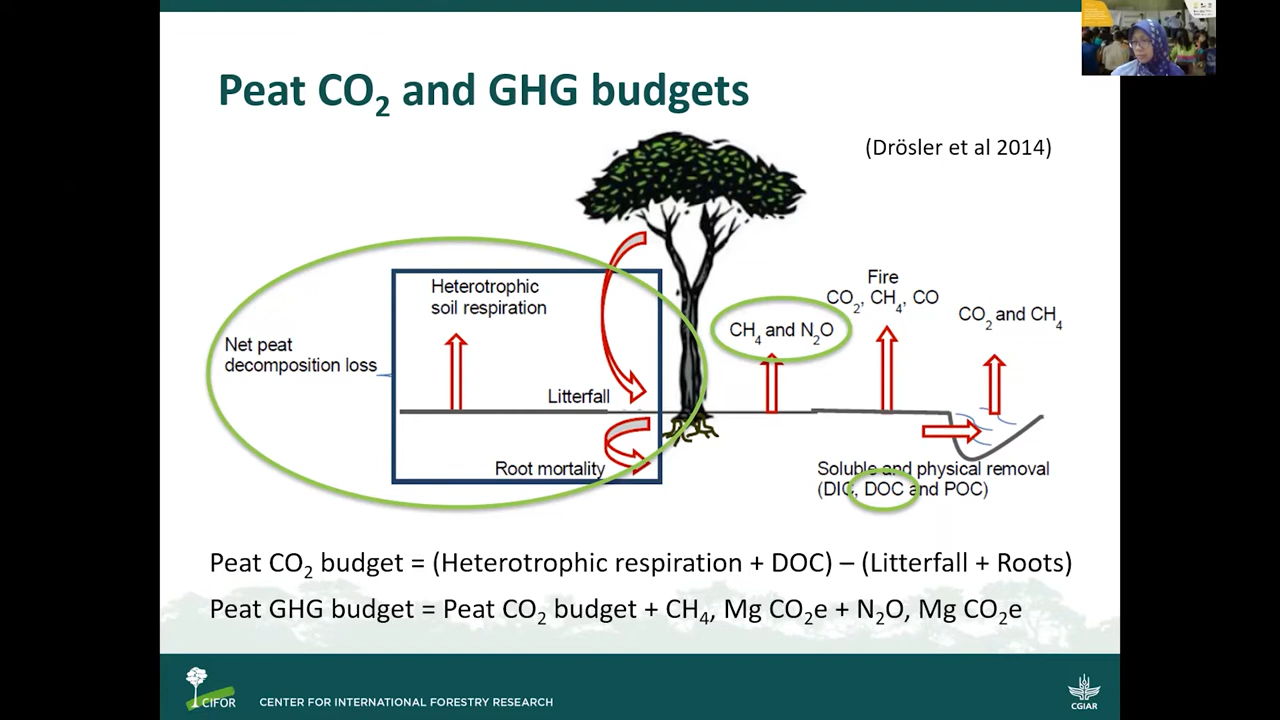 Peat CO₂ and GHG budgets
(Drösler et al 2014)
Heterotrophic
soil respiration
Net peat
decomposition loss
Litterfall
Root mortality
CH₄ and N₂O
Fire
CO₂, CH₄, CO
CO₂ and CH₄
Soluble and physical removal
(DIC, DOC and POC)
Peat CO₂ budget = (Heterotrophic respiration + DOC) – (Litterfall + Roots)
Peat GHG budget = Peat CO₂ budget + CH₄, Mg CO₂e + N₂O, Mg CO₂e
CIFOR
CENTER FOR INTERNATIONAL FORESTRY RESEARCH
CGIAR